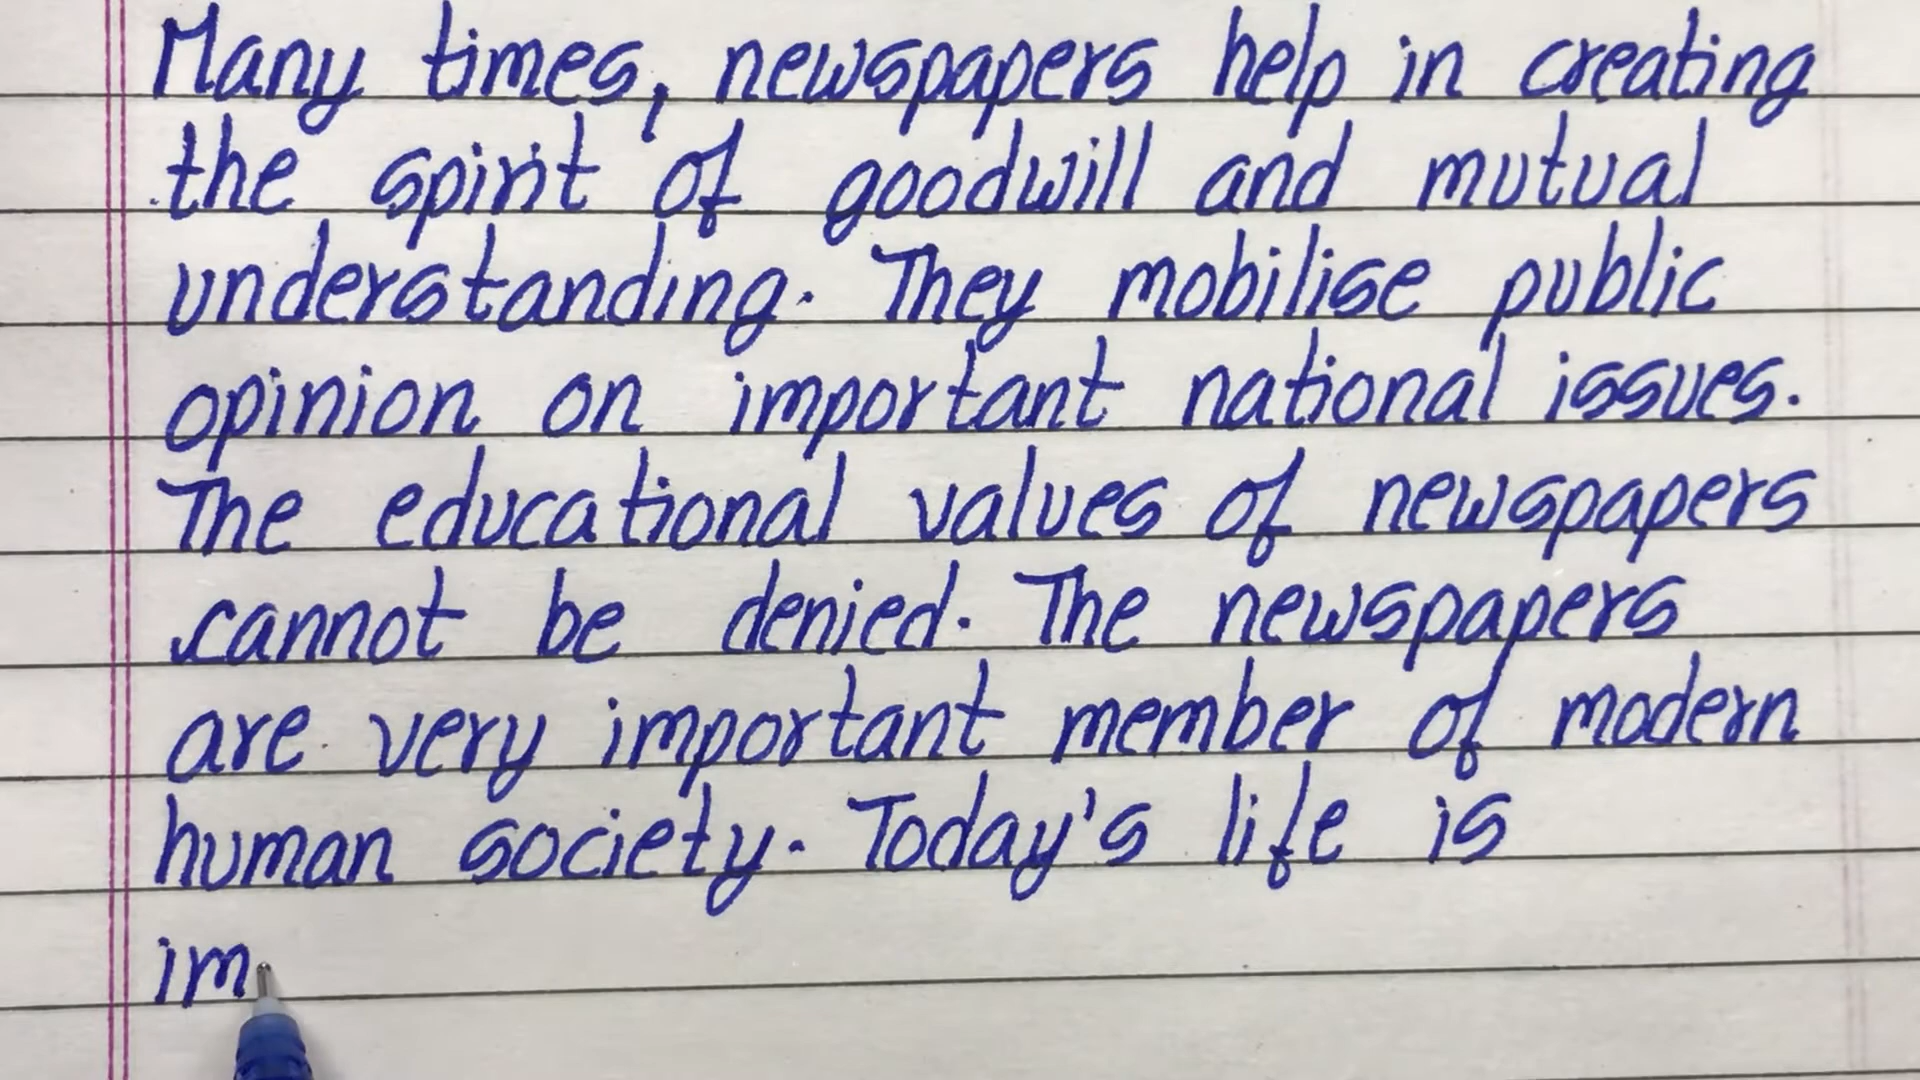 Many times, newspapers help in creating
the spirit of goodwill and mutual
understanding. They mobilise public
opinion on important national issues.
The educational values of newspapers
cannot be denied. The newspapers
are very important member of modern
human society. Today's life is
im